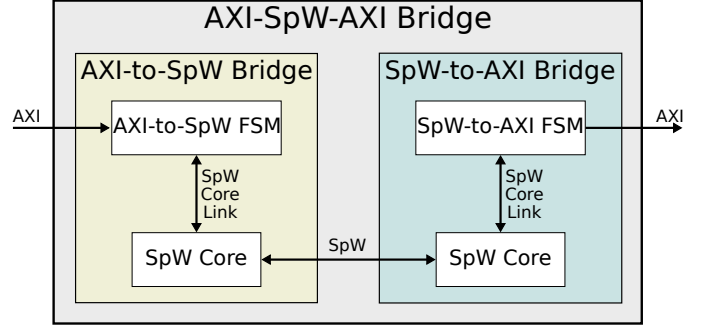 AXI-SpW-AXI Bridge
AXI-to-SpW Bridge
SpW-to-AXI Bridge
AXI
AXI-to-SpW FSM
SpW-to-AXI FSM
AXI
SpW
Core
Link
SpW
Core
Link
SpW Core
SpW
SpW Core